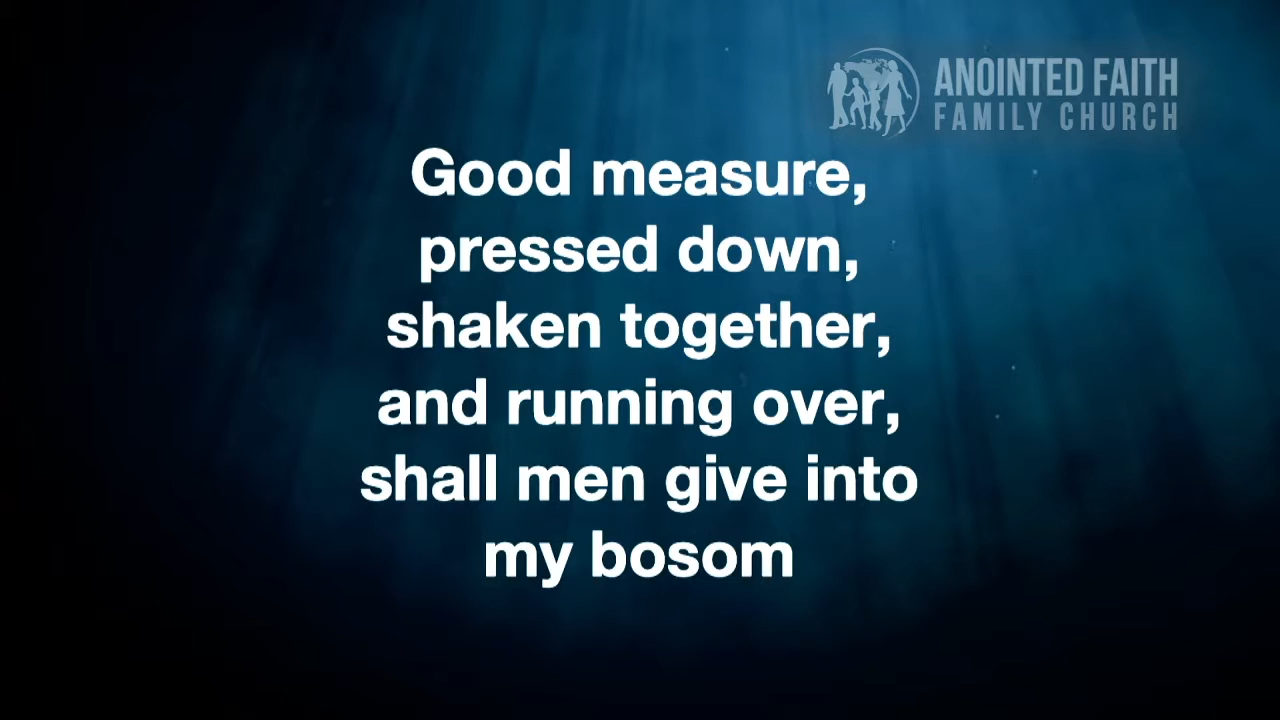 ANOINTED FAITH
FAMILY CHURCH
Good measure,
pressed down,
shaken together,
and running over,
shall men give into
my bosom